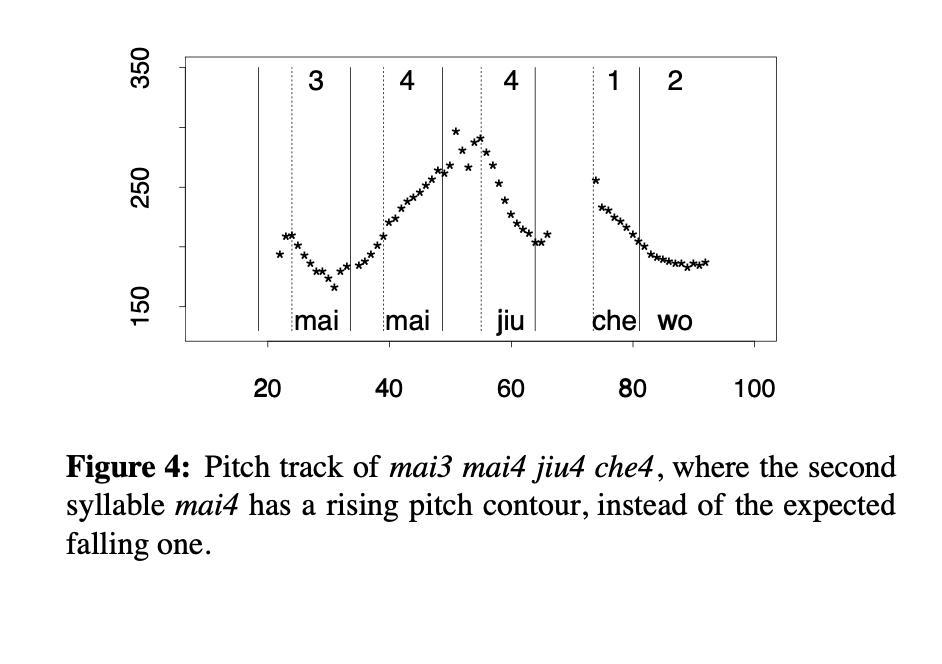 350
250
150
3 4 4 1 2
mai mai jiu che wo
20 40 60 80 100
Figure 4: Pitch track of mai3 mai4 jiu4 che4, where the second
syllable mai4 has a rising pitch contour, instead of the expected
falling one.